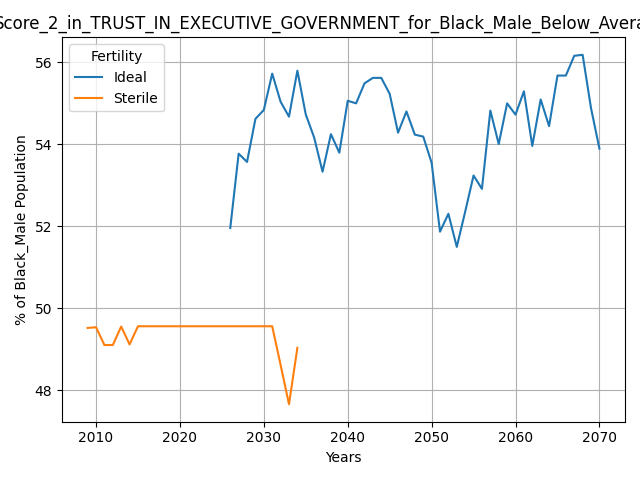 Score_2_in_TRUST_IN_EXECUTIVE_GOVERNMENT_for_Black_Male_Below_Avera
Fertility
Ideal
Sterile
% of Black_Male Population
56
54
52
50
48
2010 2020 2030 2040 2050 2060 2070
Years